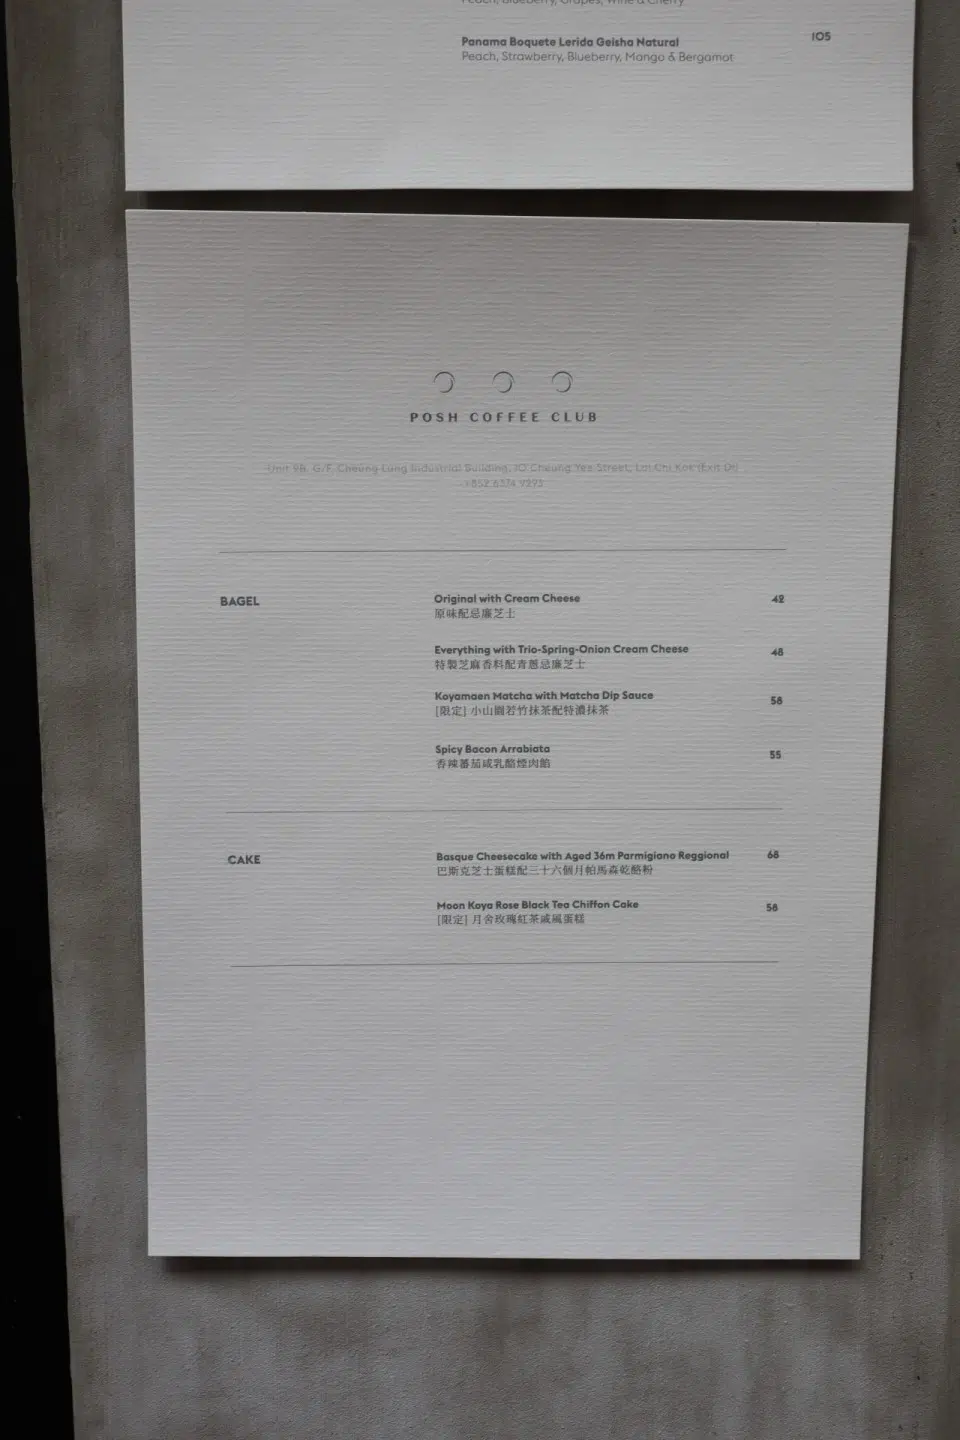 Peach, Blueberry, Grapes, Wine & Cherry
Panama Boquete Lerida Geisha Natural 105
Peach, Strawberry, Blueberry, Mango & Bergamot
POSH COFFEE CLUB
Unit 9B, G/F, Cheung Lung Industrial Building, 10 Cheung Yee Street, Lai Chi Kok (Exit
+852
BAGEL
Original with Cream Cheese 42
原味配忌廉芝士
Everything with Trio-Spring-Onion Cream Cheese 48
特製芝麻香料配青蔥忌廉芝士
Koyamaen Matcha with Matcha Dip Sauce 58
[限定] 小山園若竹抹茶配特濃抹茶
Spicy Bacon Arrabiata 55
香辣蕃茄咸乳酪煙肉餡
CAKE
Basque Cheesecake with Aged 36m Parmigiano Reggional 68
巴斯克芝士蛋糕配三十六個月帕馬森乾酪粉
Moon Koya Rose Black Tea Chiffon Cake 58
[限定] 月舍玫瑰紅茶戚風蛋糕